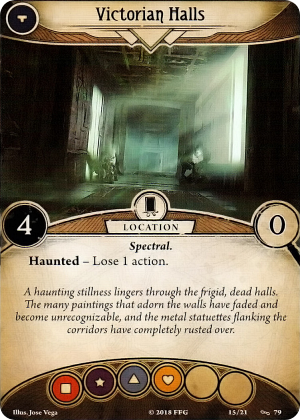 Victorian Halls
4
0
LOCATION
Spectral.
Haunted – Lose 1 action.
A haunting stillness lingers through the frigid, dead halls.
The many paintings that adorn the walls have faded and
become unrecognizable, and the metal statuettes flanking the
corridors have completely rusted over.
Illus. Jose Vega
© 2018 FFG
15/21
79